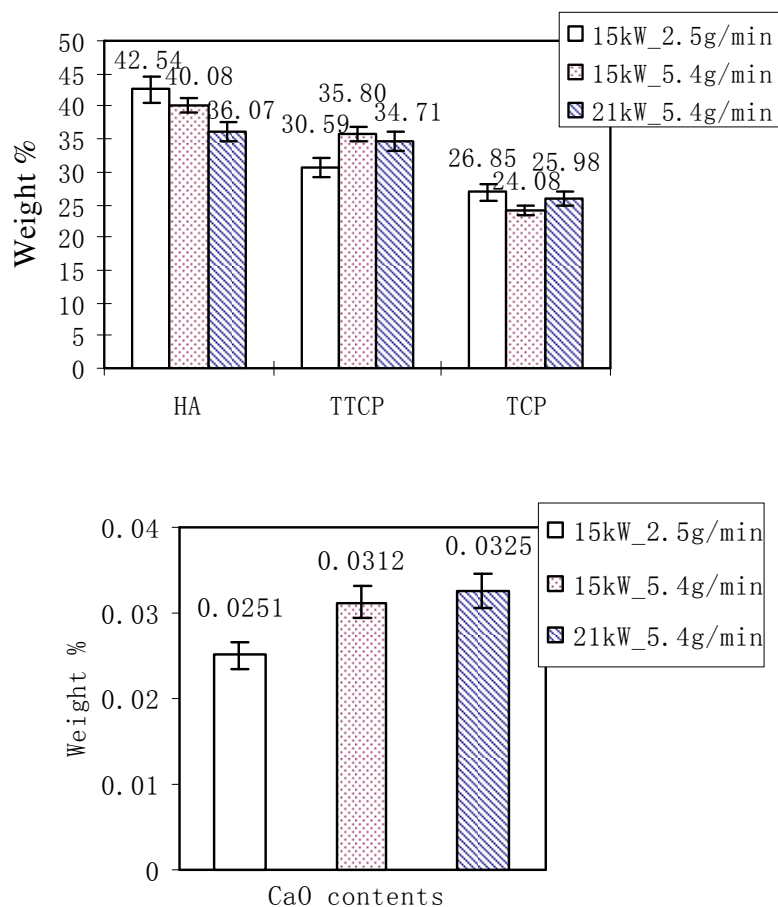 50
45
40
35
30
25
20
15
10
5
0
Weight %
42.54
40.08
36.07
30.59
35.80
34.71
26.85
24.08
25.98
HA
TTCP
TCP
15kW_2.5g/min
15kW_5.4g/min
21kW_5.4g/min
0.04
0.03
0.02
0.01
0
Weight %
0.0251
0.0312
0.0325
CaO contents
15kW_2.5g/min
15kW_5.4g/min
21kW_5.4g/min